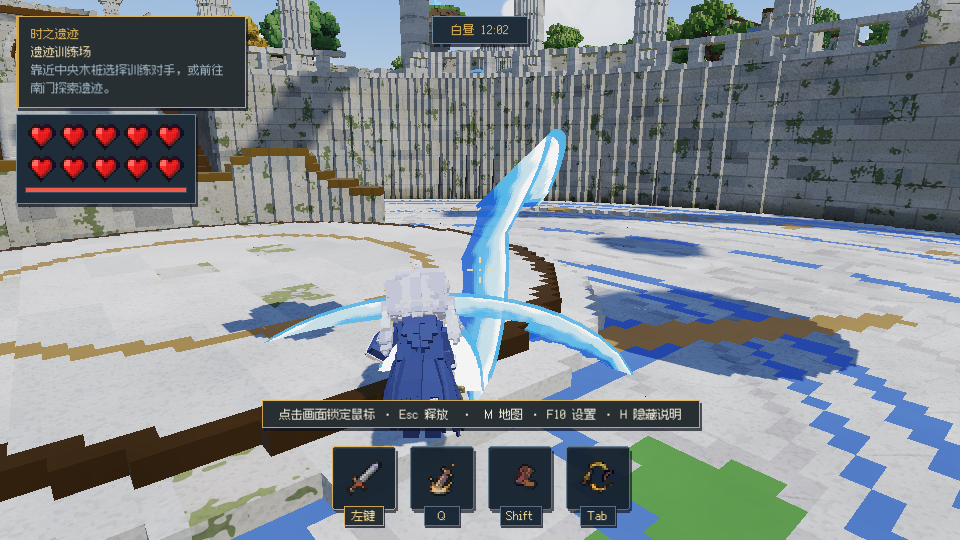 时之遗迹
遗迹训练场
靠近中央木桩选择训练对手，或前往
南门探索遗迹。
白昼 12:02
点击画面锁定鼠标 · Esc 释放 · M 地图 · F10 设置 · H 隐藏说明
左键
Q
Shift
Tab